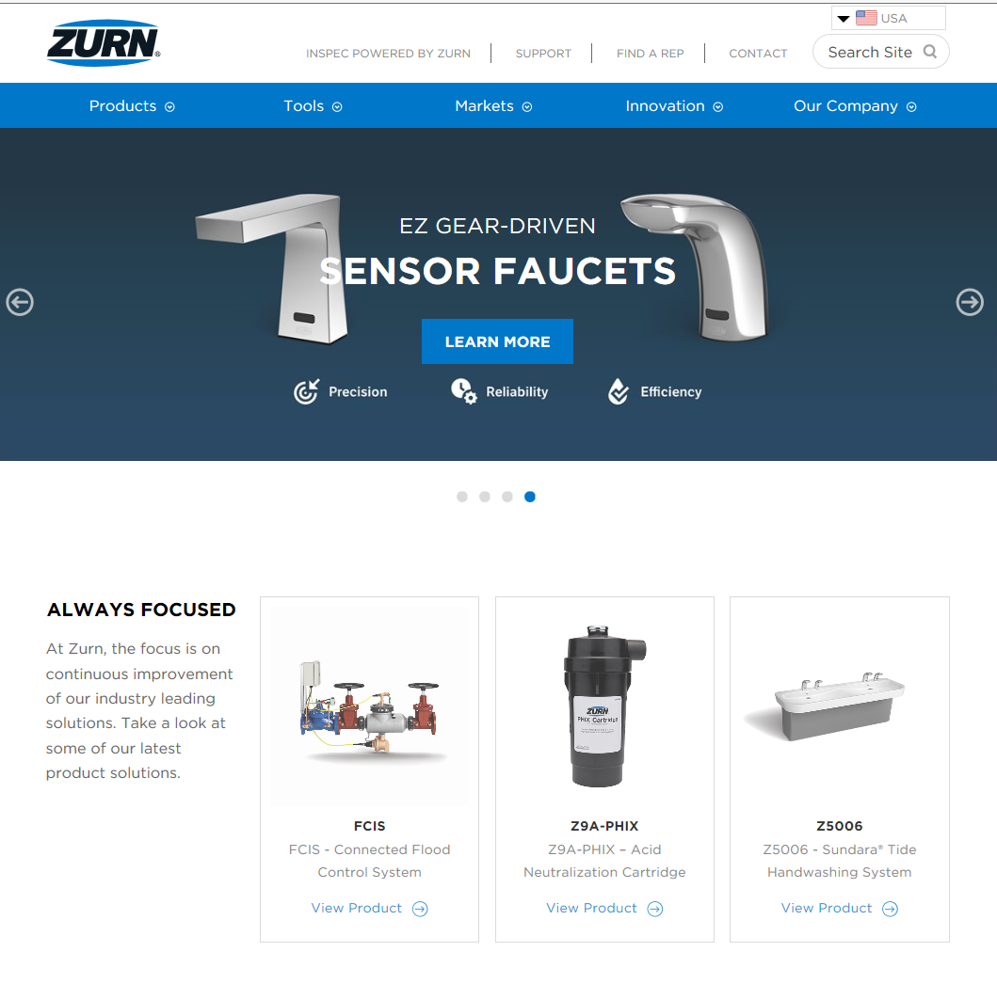 USA
ZURN®
INSPEC POWERED BY ZURN
SUPPORT
FIND A REP
CONTACT
Search Site
Products
Tools
Markets
Innovation
Our Company
EZ GEAR-DRIVEN
SENSOR FAUCETS
LEARN MORE
Precision
Reliability
Efficiency
ALWAYS FOCUSED
At Zurn, the focus is on
continuous improvement
of our industry leading
solutions. Take a look at
some of our latest
product solutions.
FCIS
FCIS - Connected Flood
Control System
View Product
ZURN
PHIX Cartridge
Z9A-PHIX
Z9A-PHIX – Acid
Neutralization Cartridge
View Product
Z5006
Z5006 - Sundara® Tide
Handwashing System
View Product